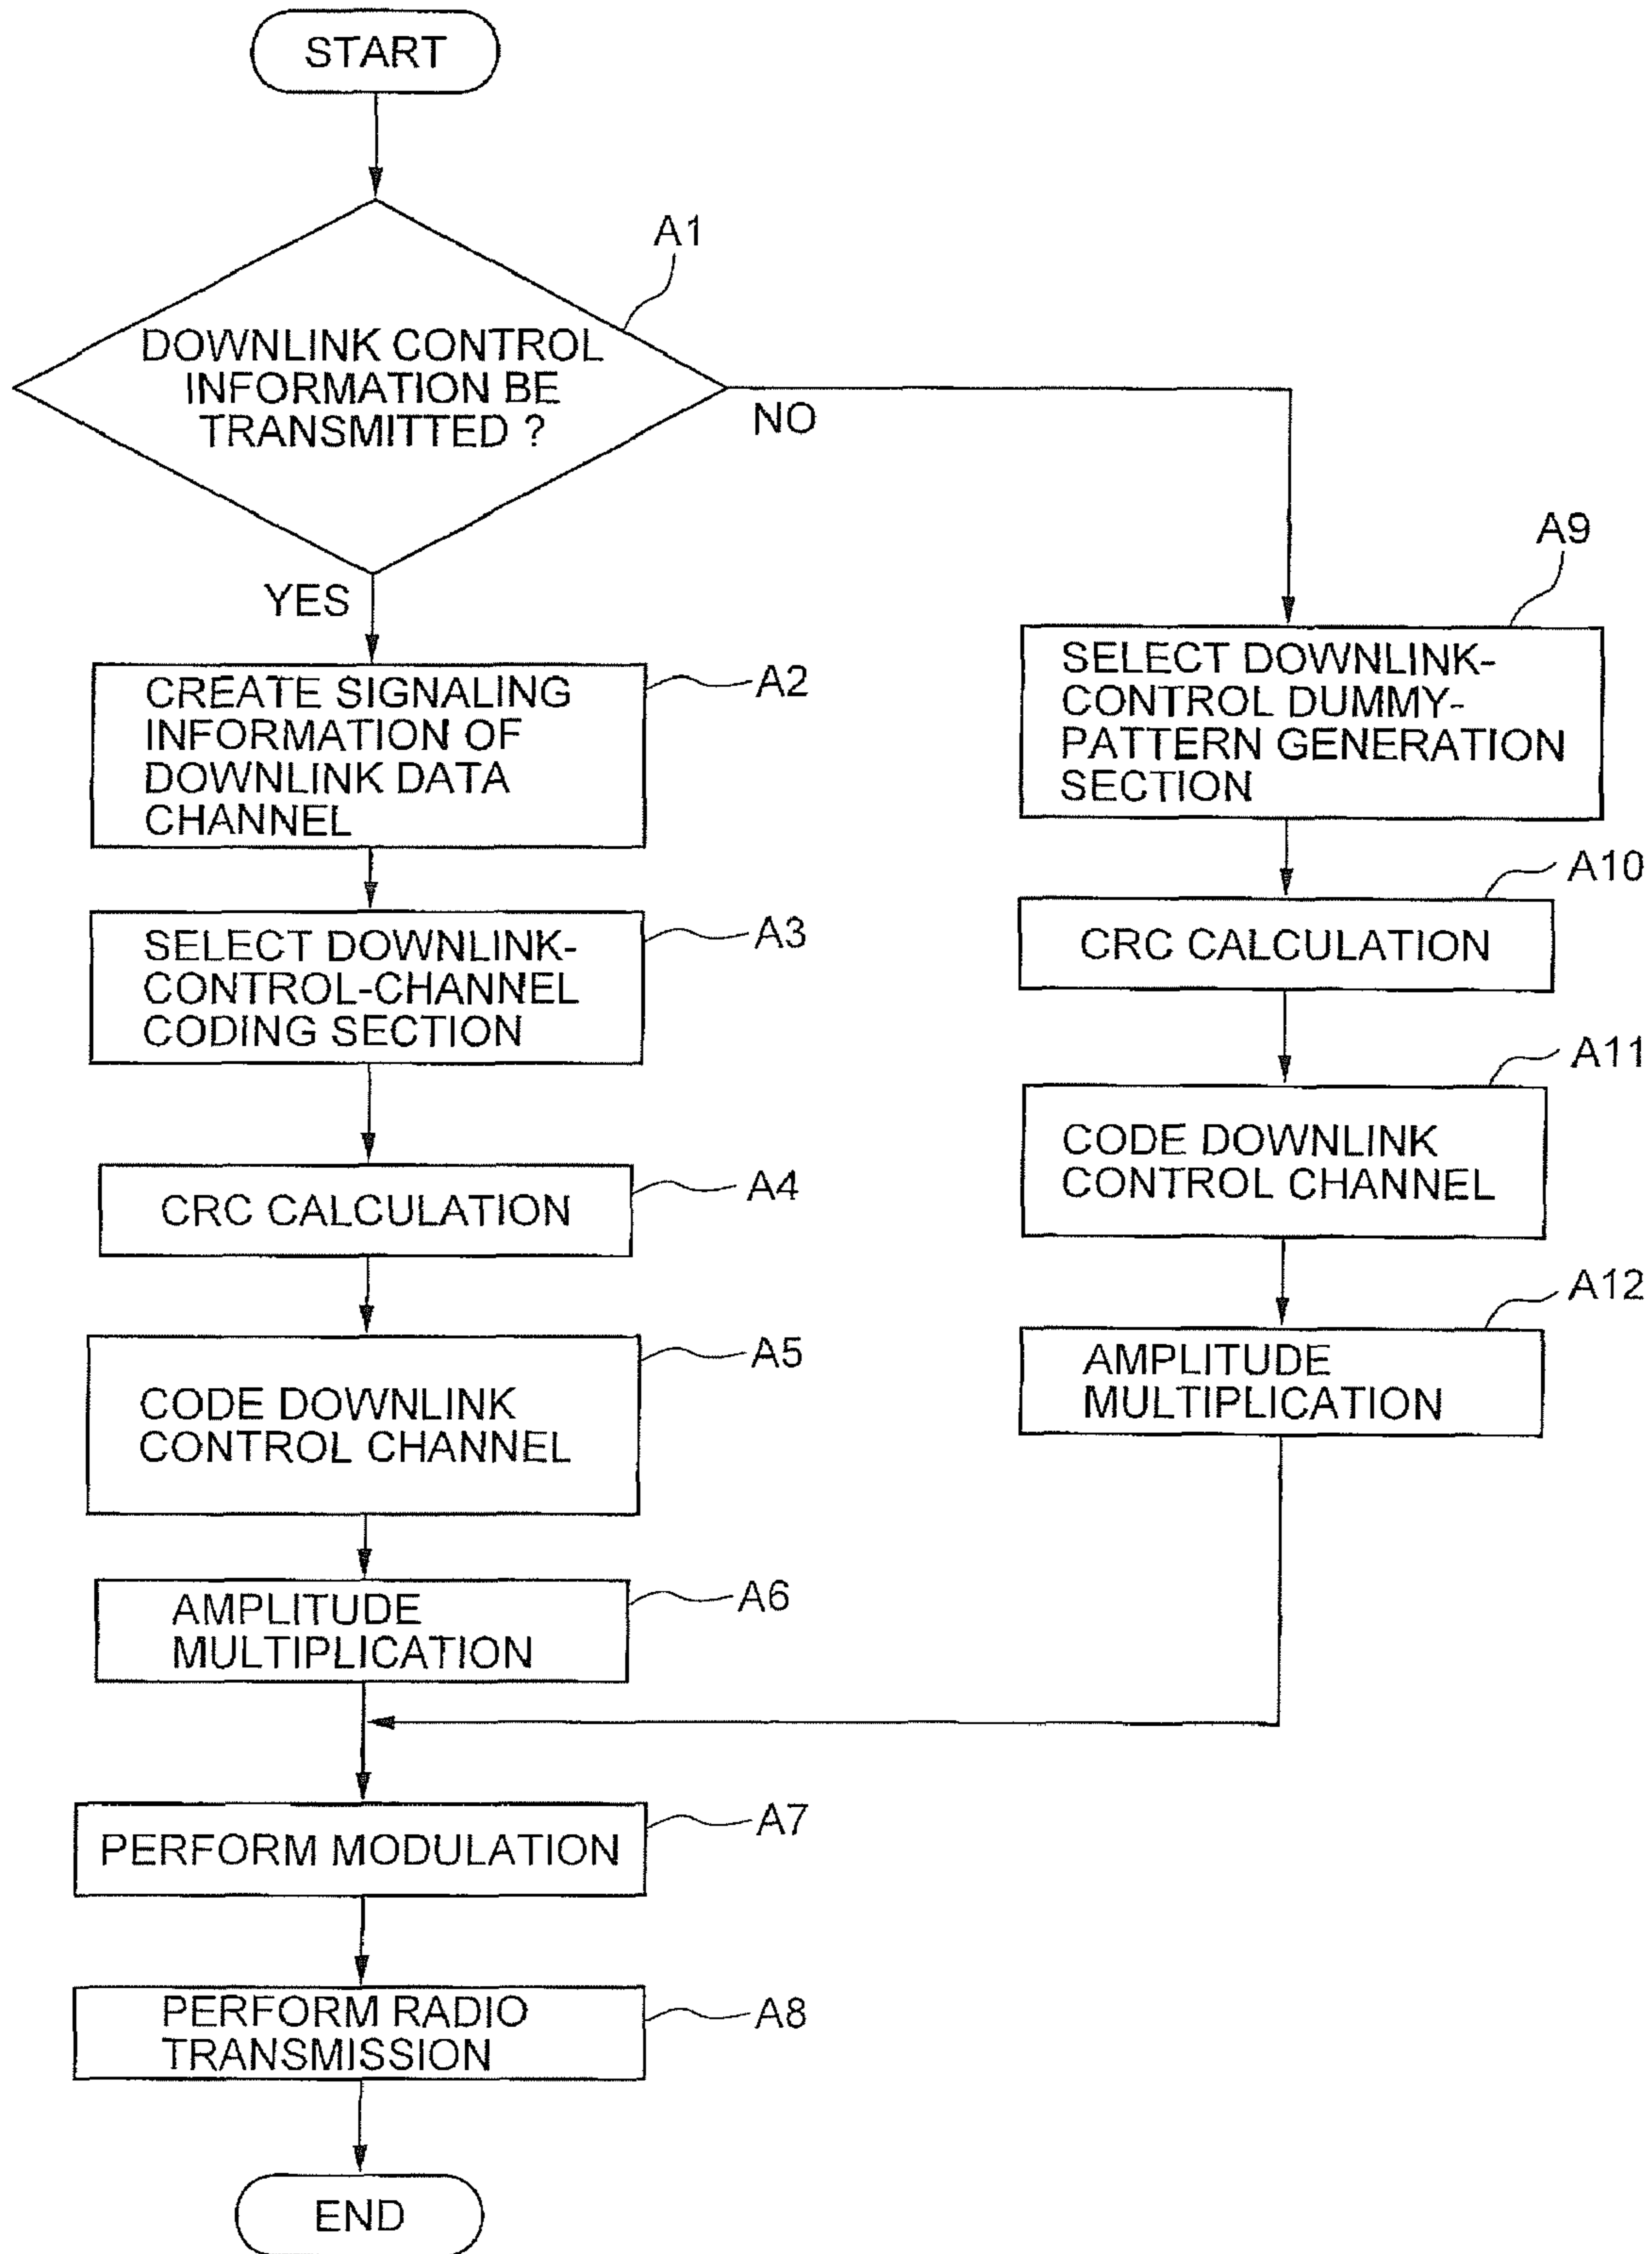 START
A1
DOWNLINK CONTROL
INFORMATION BE
TRANSMITTED ?
NO
YES
A2
CREATE SIGNALING
INFORMATION OF
DOWNLINK DATA
CHANNEL
A3
SELECT DOWNLINK-
CONTROL-CHANNEL
CODING SECTION
A4
CRC CALCULATION
A5
CODE DOWNLINK
CONTROL CHANNEL
A6
AMPLITUDE
MULTIPLICATION
A9
SELECT DOWNLINK-
CONTROL DUMMY-
PATTERN GENERATION
SECTION
A10
CRC CALCULATION
A11
CODE DOWNLINK
CONTROL CHANNEL
A12
AMPLITUDE
MULTIPLICATION
A7
PERFORM MODULATION
A8
PERFORM RADIO
TRANSMISSION
END